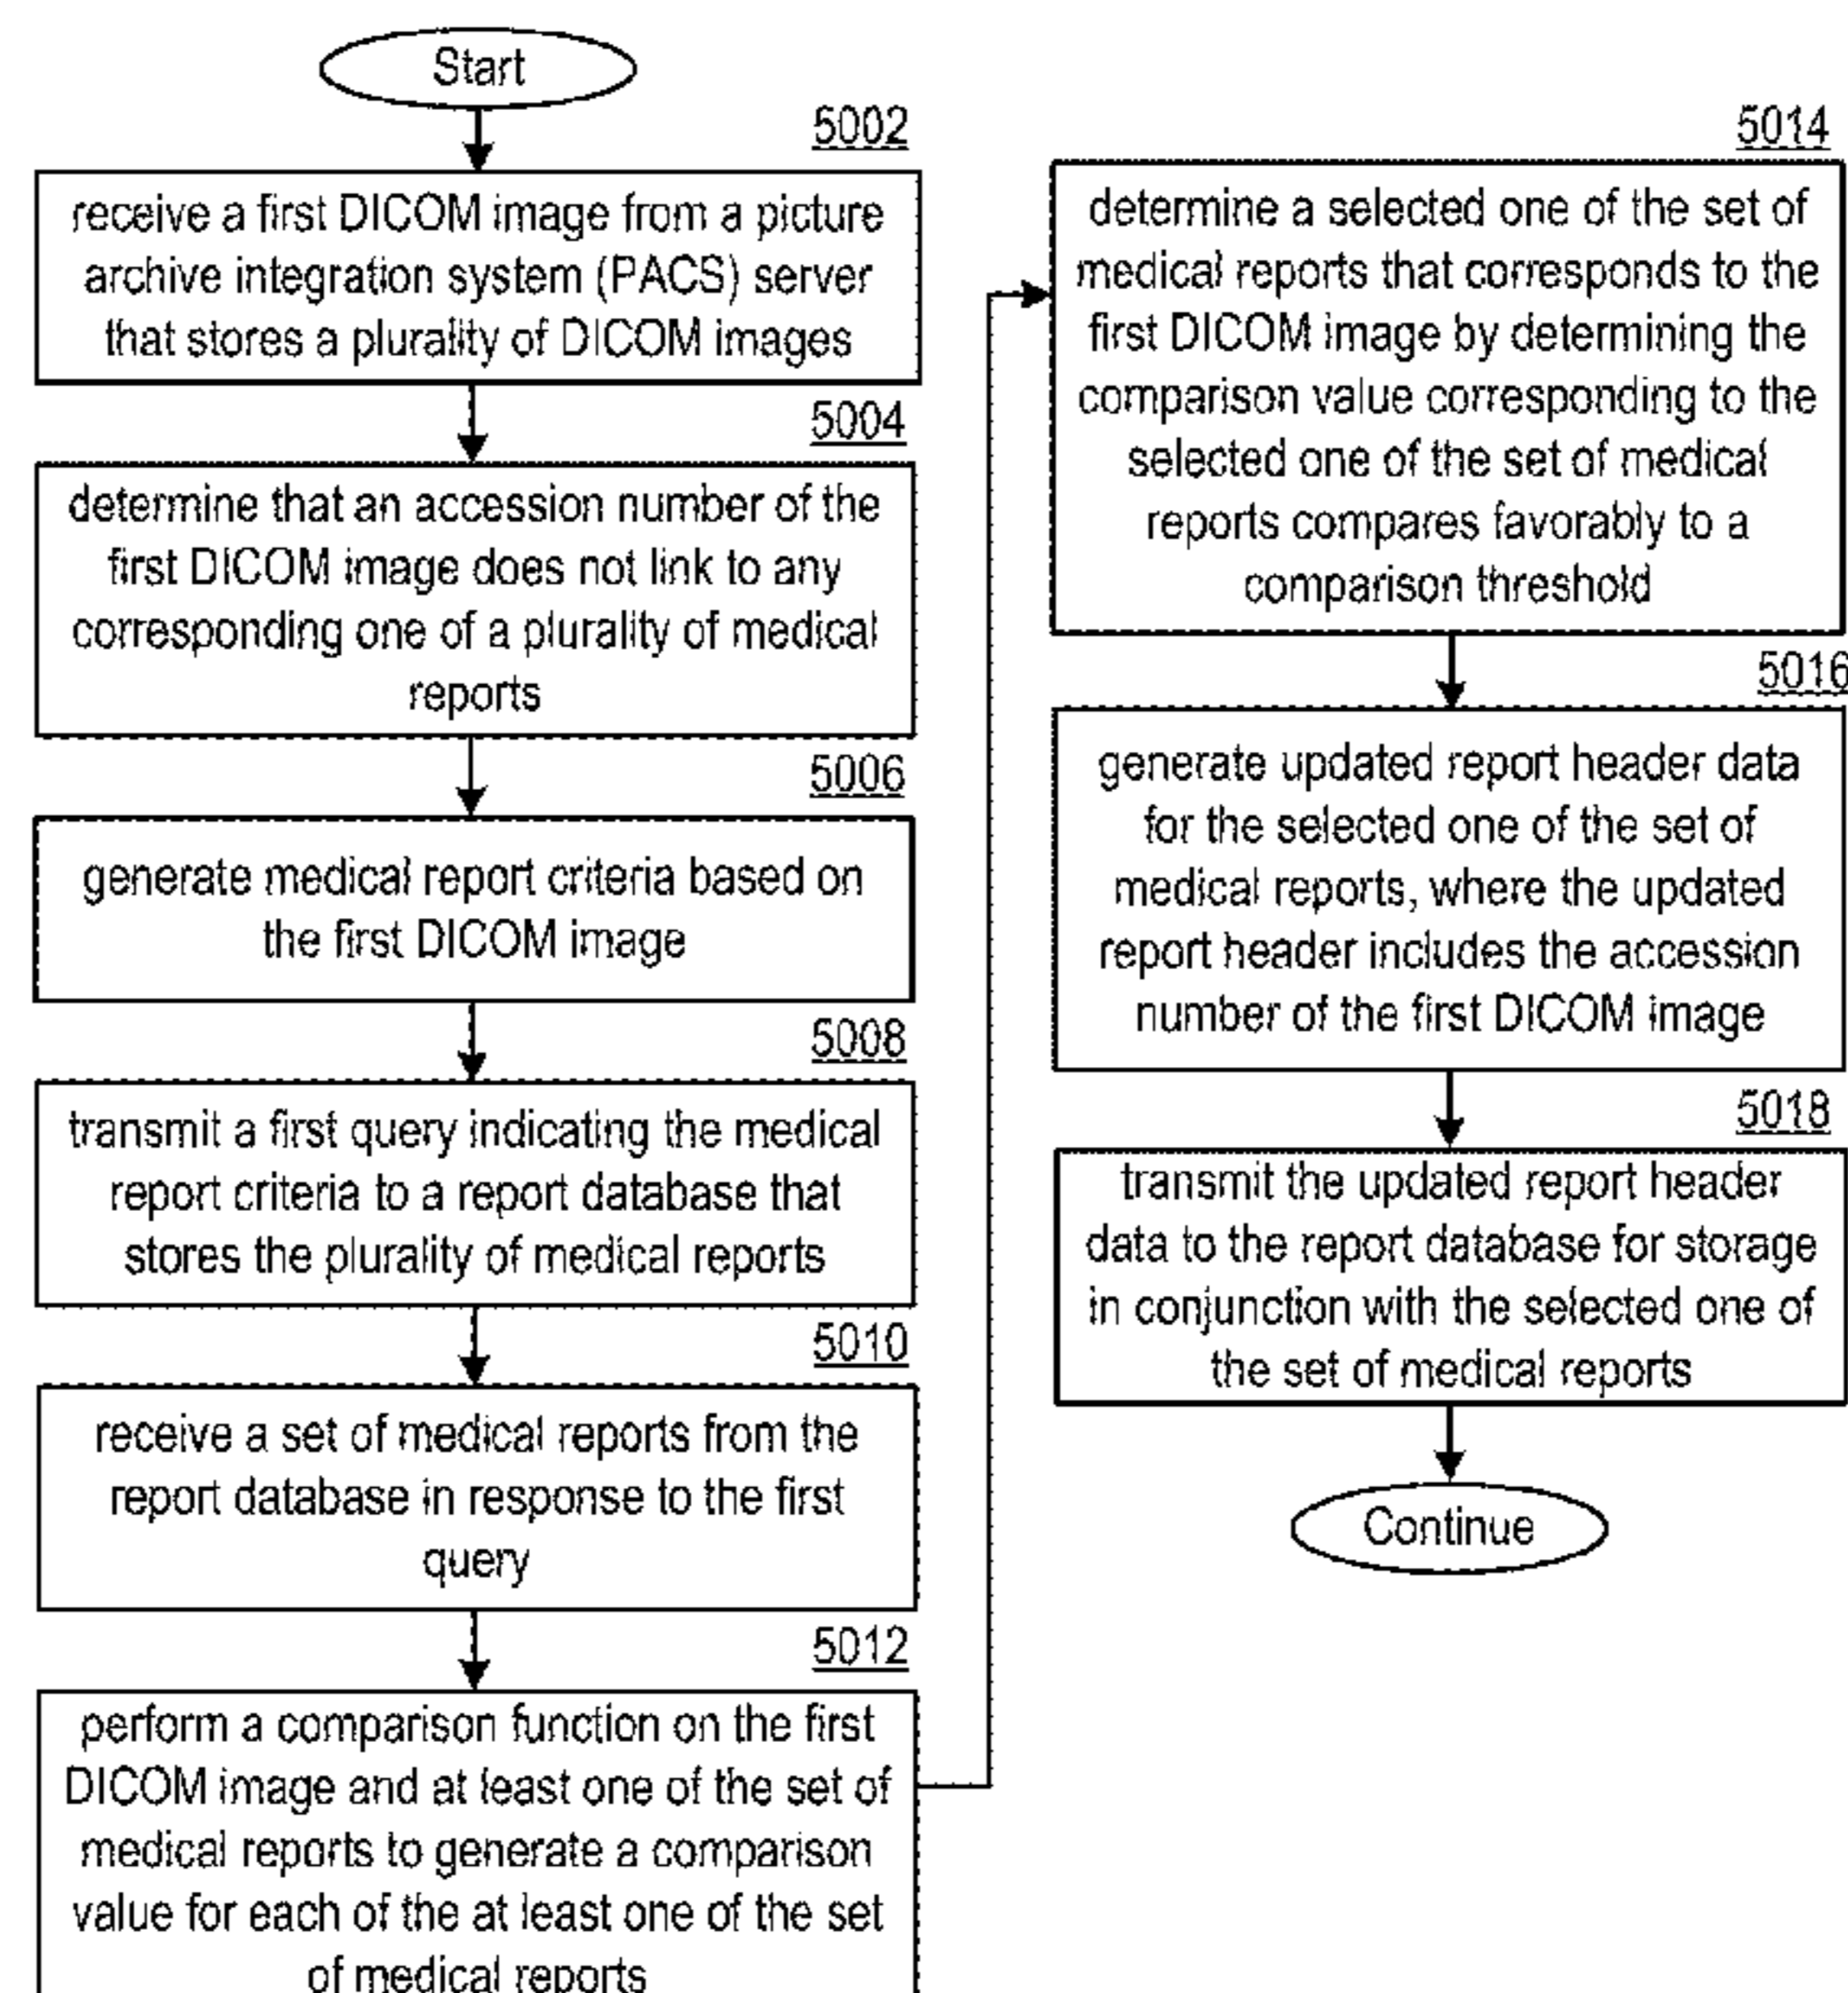 Start
5002
receive a first DICOM image from a picture
archive integration system (PACS) server
that stores a plurality of DICOM images
5004
determine that an accession number of the
first DICOM image does not link to any
corresponding one of a plurality of medical
reports
5006
generate medical report criteria based on
the first DICOM image
5008
transmit a first query indicating the medical
report criteria to a report database that
stores the plurality of medical reports
5010
receive a set of medical reports from the
report database in response to the first
query
5012
perform a comparison function on the first
DICOM image and at least one of the set of
medical reports to generate a comparison
value for each of the at least one of the set
of medical reports
5014
determine a selected one of the set of
medical reports that corresponds to the
first DICOM image by determining the
comparison value corresponding to the
selected one of the set of medical
reports compares favorably to a
comparison threshold
5016
generate updated report header data
for the selected one of the set of
medical reports, where the updated
report header includes the accession
number of the first DICOM image
5018
transmit the updated report header
data to the report database for storage
in conjunction with the selected one of
the set of medical reports
Continue